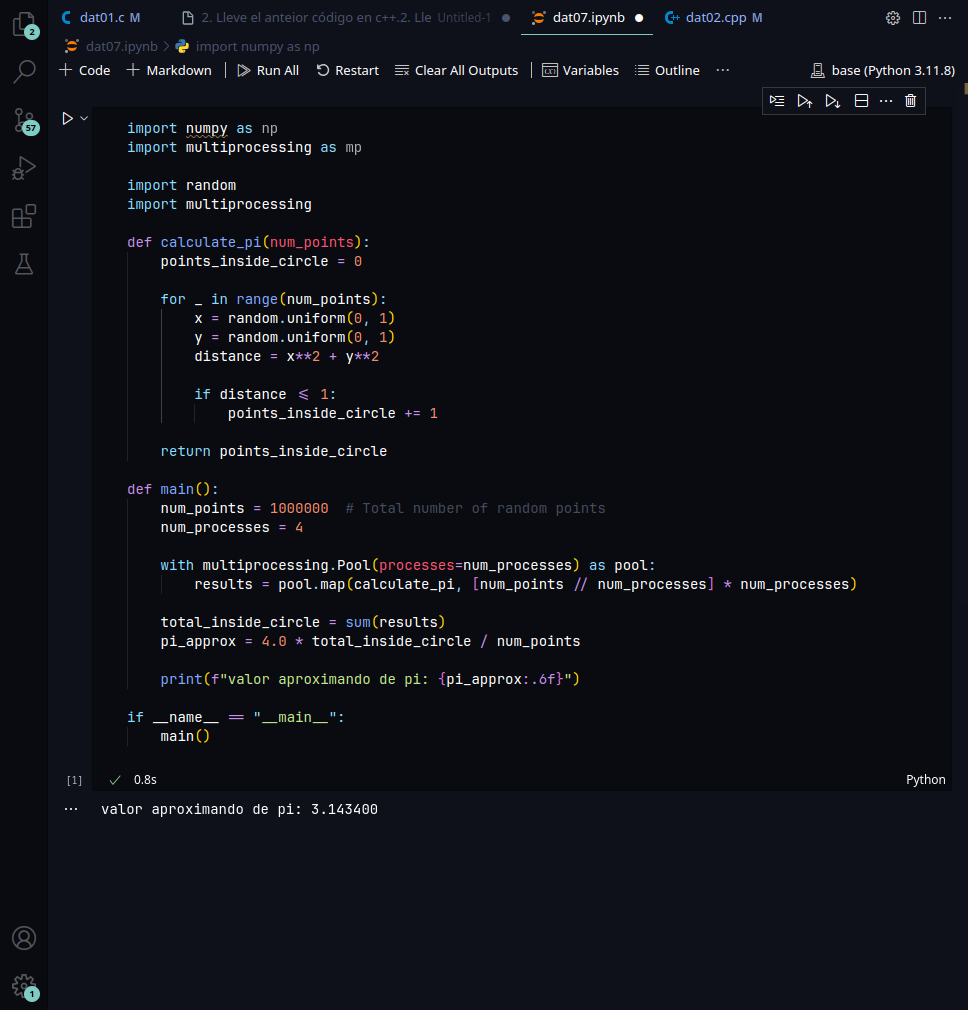 dat01.c M
2. Lleve el anteior código en c++.2. Lle Untitled-1
dat07.ipynb
dat02.cpp M
dat07.ipynb > import numpy as np
+ Code + Markdown Run All Restart Clear All Outputs Variables Outline ··· base (Python 3.11.8)
2
57
import numpy as np
import multiprocessing as mp
import random
import multiprocessing
def calculate_pi(num_points):
points_inside_circle = 0
for _ in range(num_points):
x = random.uniform(0, 1)
y = random.uniform(0, 1)
distance = x**2 + y**2
if distance <= 1:
points_inside_circle += 1
return points_inside_circle
def main():
num_points = 1000000 # Total number of random points
num_processes = 4
with multiprocessing.Pool(processes=num_processes) as pool:
results = pool.map(calculate_pi, [num_points // num_processes] * num_processes)
total_inside_circle = sum(results)
pi_approx = 4.0 * total_inside_circle / num_points
print(f"valor aproximando de pi: {pi_approx:.6f}")
if __name__ == "__main__":
main()
[1] 0.8s Python
··· valor aproximando de pi: 3.143400
1